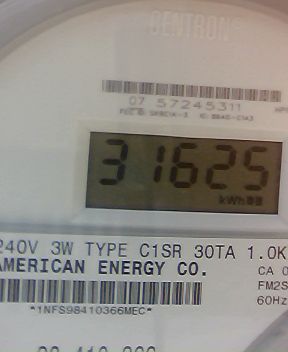 CENTRON
07 57245311
31625
kWh
240V 3W TYPE C1SR 30TA 1.0K
AMERICAN ENERGY CO.
CA 0
FM2S
60Hz
*1NFS98410366MEC*